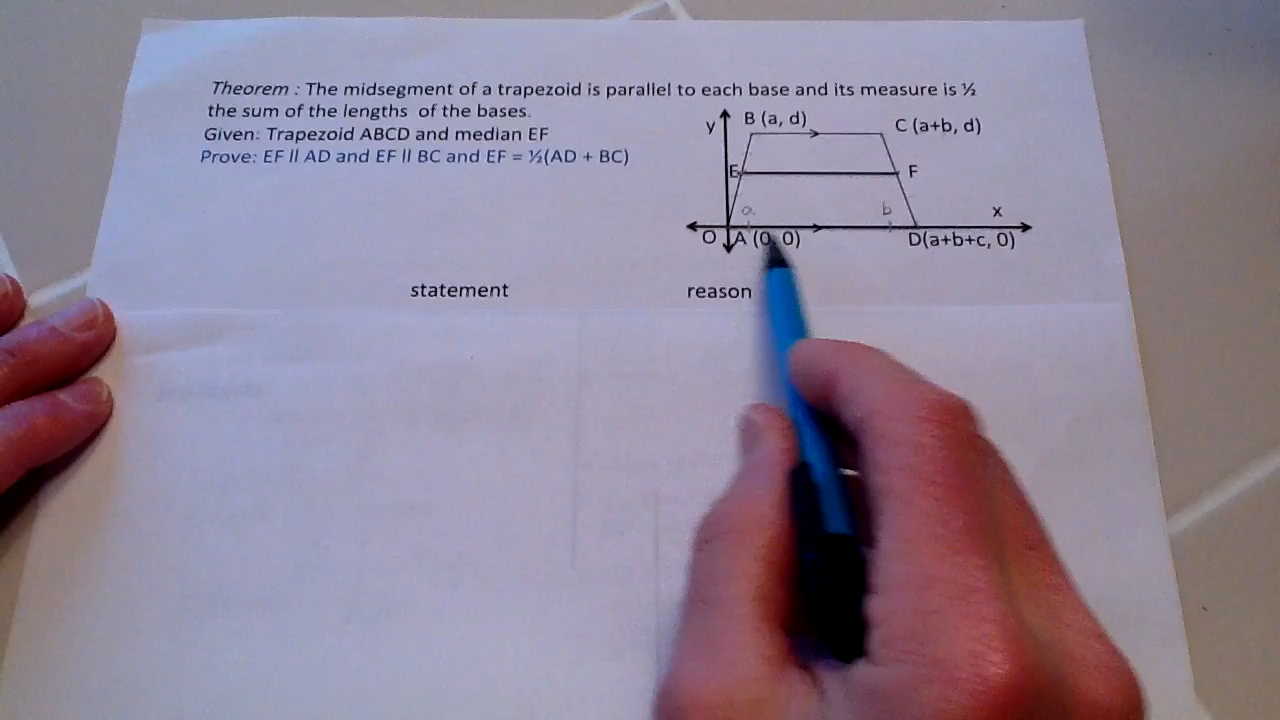 Theorem : The midsegment of a trapezoid is parallel to each base and its measure is ½
the sum of the lengths of the bases.
Given: Trapezoid ABCD and median EF
Prove: EF ll AD and EF ll BC and EF = ½(AD + BC)
y
B (a, d)
C (a+b, d)
E
F
a
b
x
O
A (0, 0)
D(a+b+c, 0)
statement
reason